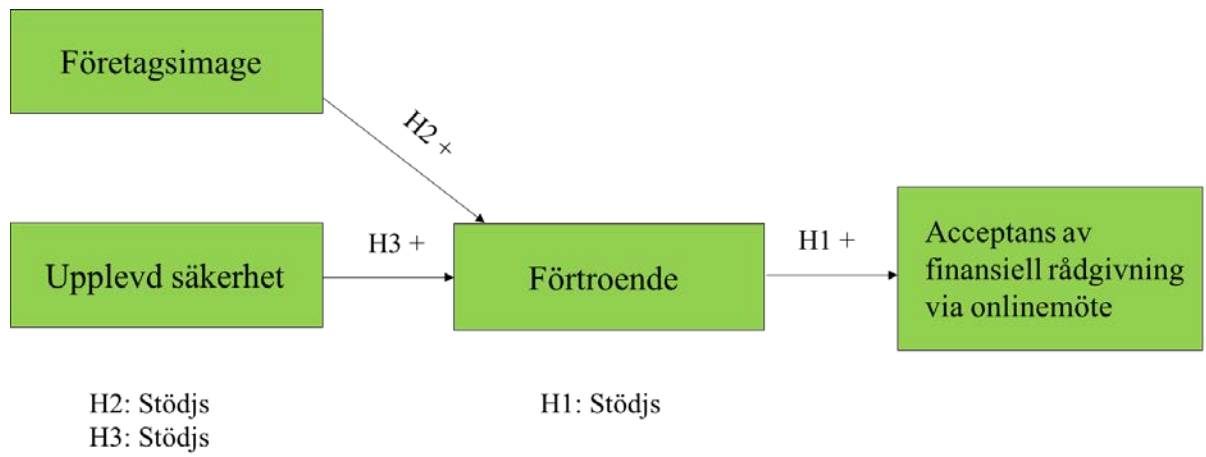 Företagsimage
H2 +
Upplevd säkerhet
H3 +
Förtroende
H1 +
Acceptans av
finansiell rådgivning
via onlinemöte
H2: Stödjs
H3: Stödjs
H1: Stödjs